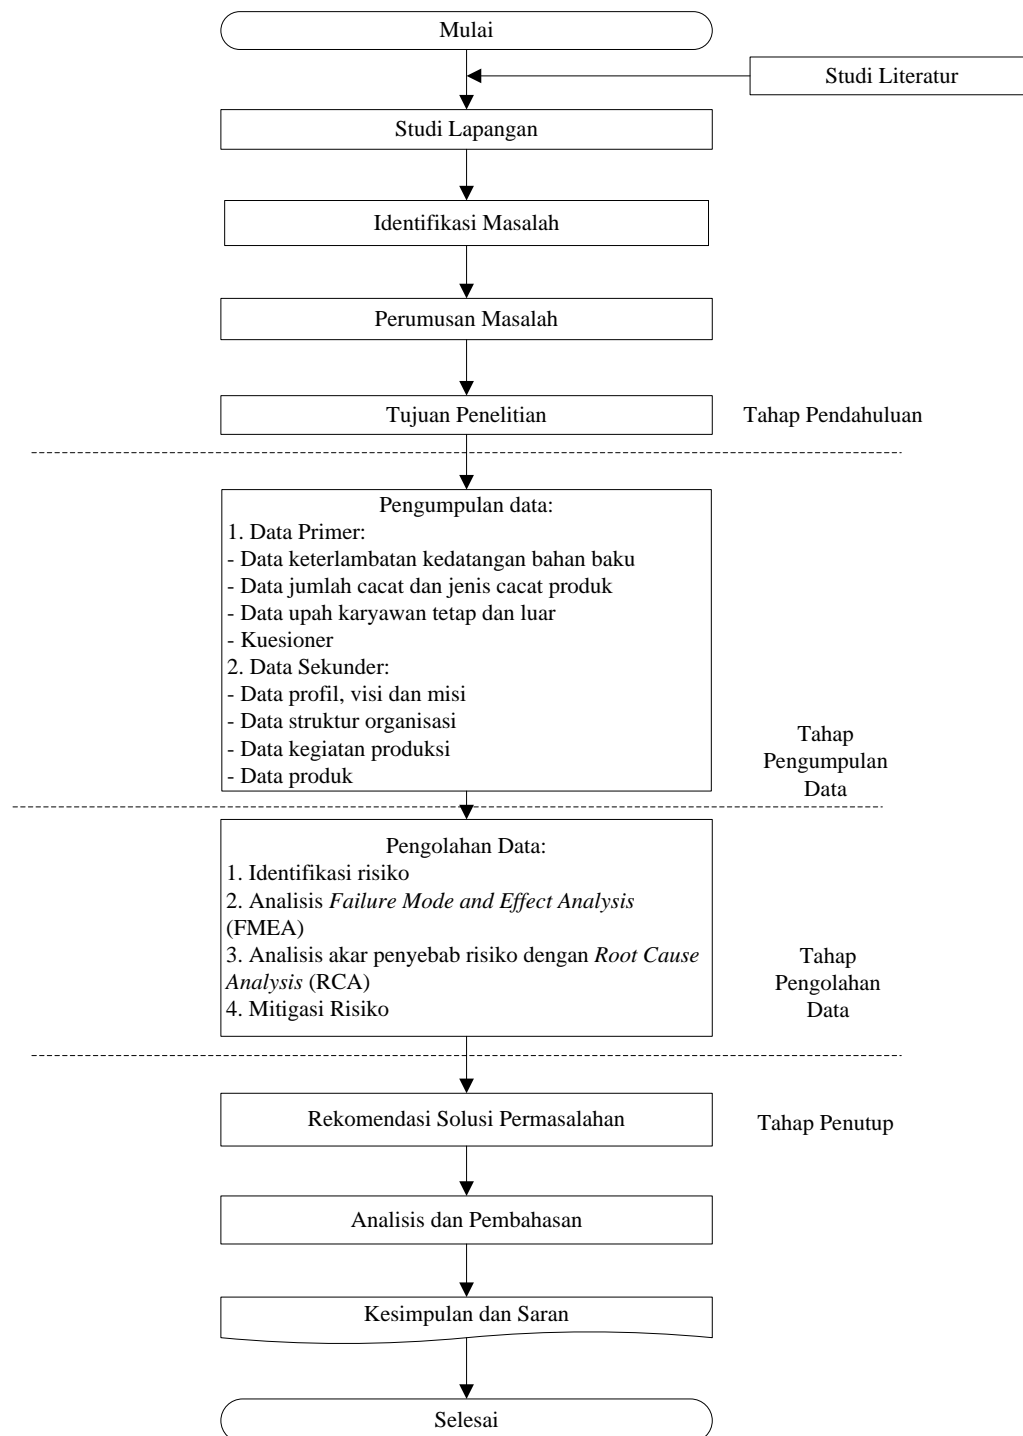 Mulai
Studi Literatur
Studi Lapangan
Identifikasi Masalah
Perumusan Masalah
Tujuan Penelitian
Tahap Pendahuluan
Pengumpulan data:
1. Data Primer:
- Data keterlambatan kedatangan bahan baku
- Data jumlah cacat dan jenis cacat produk
- Data upah karyawan tetap dan luar
- Kuesioner
2. Data Sekunder:
- Data profil, visi dan misi
- Data struktur organisasi
- Data kegiatan produksi
- Data produk
Tahap
Pengumpulan
Data
Pengolahan Data:
1. Identifikasi risiko
2. Analisis Failure Mode and Effect Analysis
(FMEA)
3. Analisis akar penyebab risiko dengan Root Cause
Analysis (RCA)
4. Mitigasi Risiko
Tahap
Pengolahan
Data
Rekomendasi Solusi Permasalahan
Tahap Penutup
Analisis dan Pembahasan
Kesimpulan dan Saran
Selesai